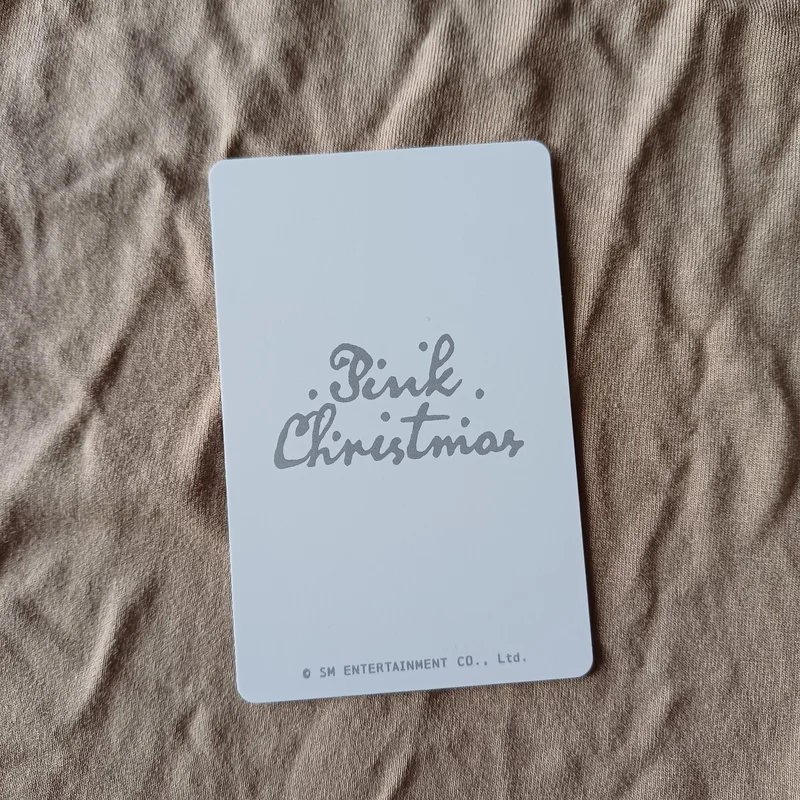 . Pink .
Christmas
© SM ENTERTAINMENT CO., Ltd.